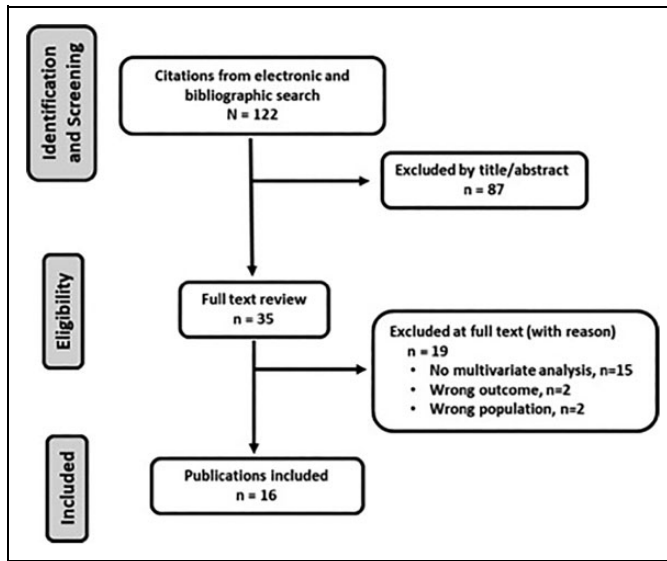 Identification
and Screening
Citations from electronic and
bibliographic search
N = 122
Excluded by title/abstract
n = 87
Eligibility
Full text review
n = 35
Excluded at full text (with reason)
n = 19
• No multivariate analysis, n=15
• Wrong outcome, n=2
• Wrong population, n=2
Included
Publications included
n = 16